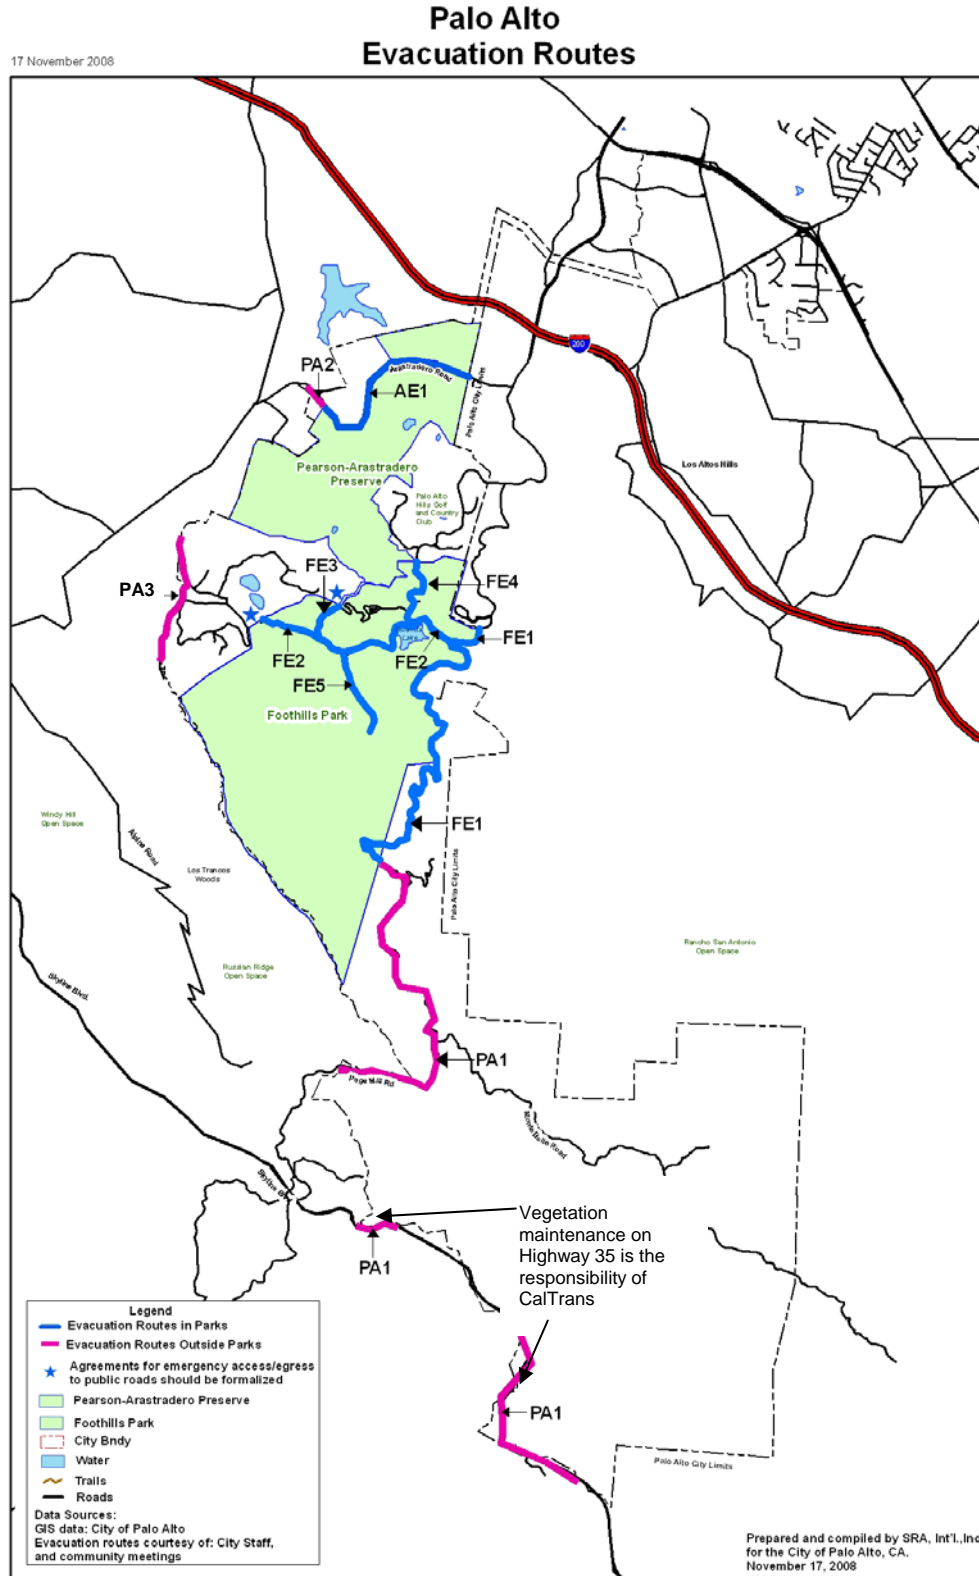 Palo Alto
Evacuation Routes
17 November 2008
280
PA2
Arastradero Road
AE1
Palo Alto City Limits
Los Altos Hills
Pearson-Arastradero
Preserve
Palo Alto
Hills Golf
and Country
Club
FE3
FE4
PA3
FE1
FE2
FE2
FE5
Foothills Park
Windy Hill
Open Space
Alpine Road
FE1
Palo Alto City Limits
Los Trancos
Woods
Rancho San Antonio
Open Space
Russian Ridge
Open Space
Skyline Blvd.
PA1
Page Mill Rd.
Monte Bello Road
Skyline Blvd.
Vegetation
maintenance on
Highway 35 is the
responsibility of
CalTrans
PA1
PA1
Palo Alto City Limits
Legend
Evacuation Routes in Parks
Evacuation Routes Outside Parks
Agreements for emergency access/egress
to public roads should be formalized
Pearson-Arastradero Preserve
Foothills Park
City Bndy
Water
Trails
Roads
Data Sources:
GIS data: City of Palo Alto
Evacuation routes courtesy of: City Staff,
and community meetings
Prepared and compiled by SRA, Int'l.,Inc
for the City of Palo Alto, CA.
November 17, 2008